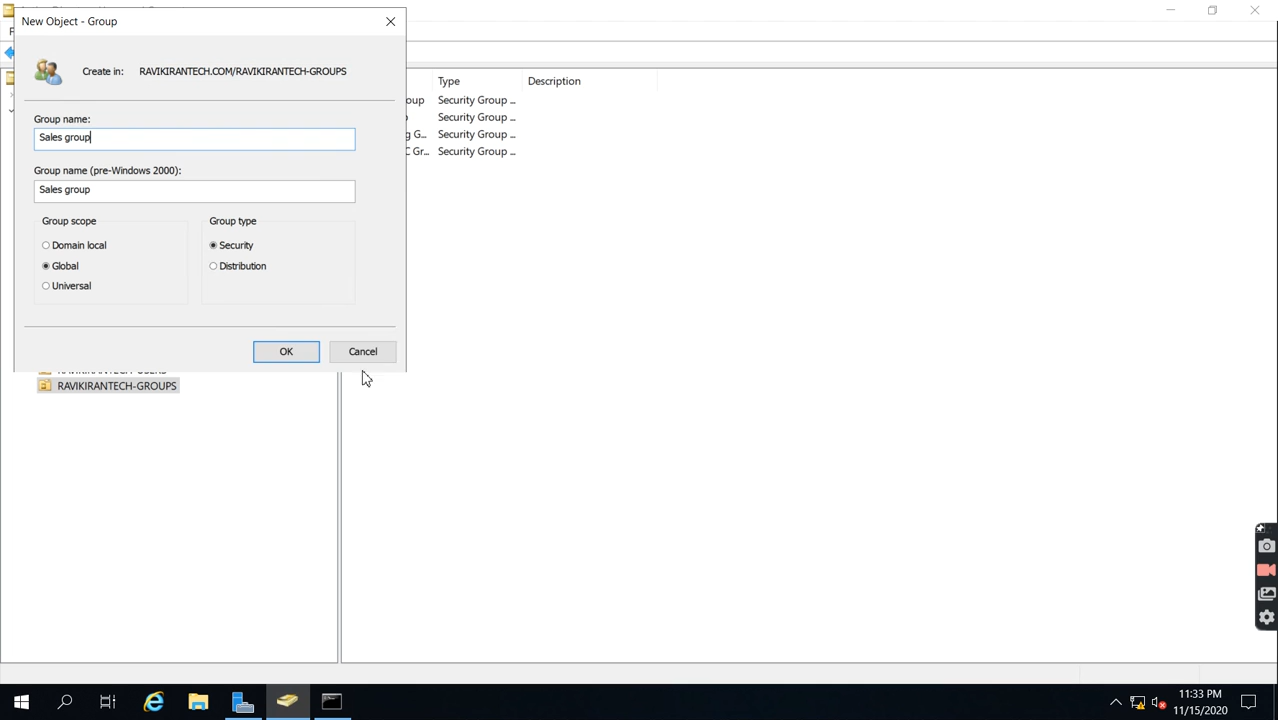 New Object - Group
Create in: RAVIKIRANTECH.COM/RAVIKIRANTECH-GROUPS
Group name:
Sales group
Group name (pre-Windows 2000):
Sales group
Group scope
Domain local
Global
Universal
Group type
Security
Distribution
OK
Cancel
RAVIKIRANTECH-GROUPS
Type
Description
Security Group ...
Security Group ...
g G... Security Group ...
C Gr... Security Group ...
11:33 PM
11/15/2020